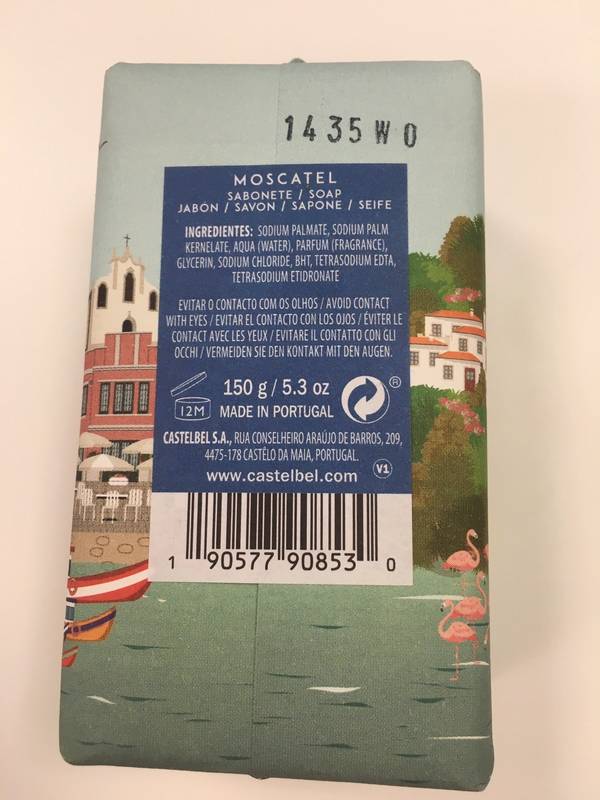 1435 W 0
MOSCATEL
SABONETE / SOAP
JABÓN / SAVON / SAPONE / SEIFE
INGREDIENTES: SODIUM PALMATE, SODIUM PALM
KERNELATE, AQUA (WATER), PARFUM (FRAGRANCE),
GLYCERIN, SODIUM CHLORIDE, BHT, TETRASODIUM EDTA,
TETRASODIUM ETIDRONATE
EVITAR O CONTACTO COM OS OLHOS / AVOID CONTACT
WITH EYES / EVITAR EL CONTACTO CON LOS OJOS / ÉVITER LE
CONTACT AVEC LES YEUX / EVITARE IL CONTATTO CON GLI
OCCHI / VERMEIDEN SIE DEN KONTAKT MIT DEN AUGEN.
12M
150 g / 5.3 oz
MADE IN PORTUGAL
®
CASTELBEL S.A., RUA CONSELHEIRO ARAÚJO DE BARROS, 209,
4475-178 CASTÊLO DA MAIA, PORTUGAL.
www.castelbel.com
V1
1 90577 90853 0